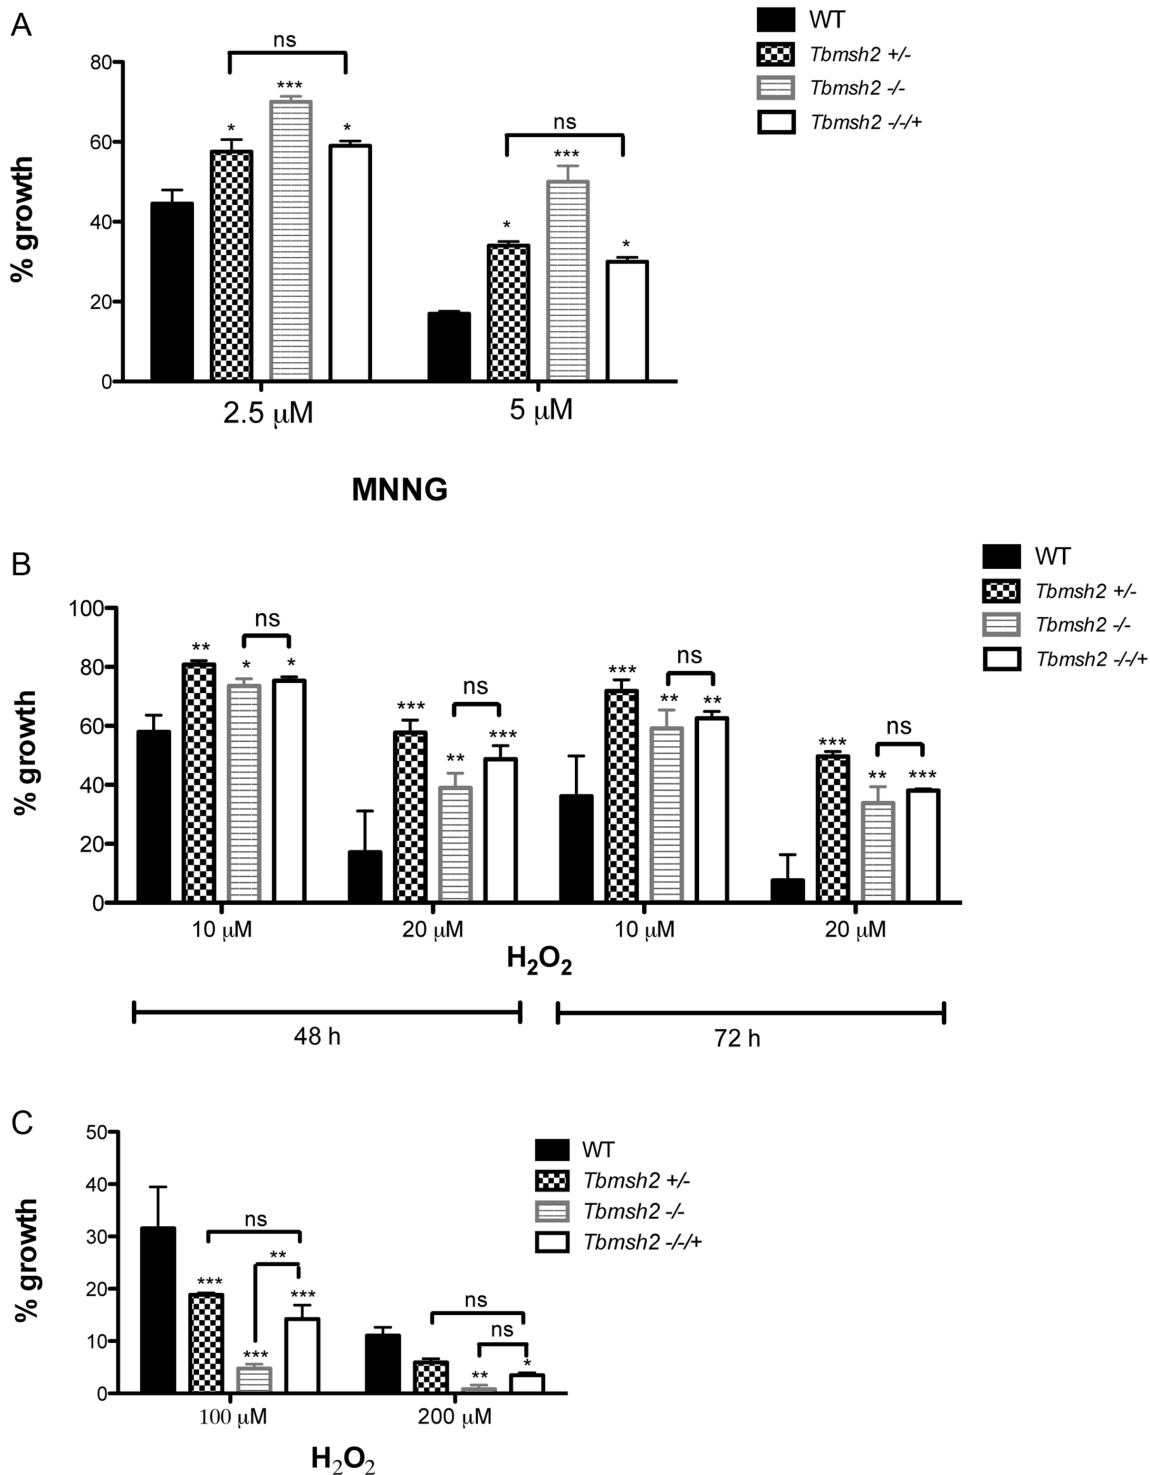 A
WT
Tbmsh2 +/-
Tbmsh2 -/-
Tbmsh2 -/-/+
ns
80
***
*
*
ns
60
***
% growth
40
*
*
20
0
2.5 µM
5 µM
MNNG
B
WT
Tbmsh2 +/-
Tbmsh2 -/-
Tbmsh2 -/-/+
100
ns
**
*
*
ns
***
80
ns
**
**
***
60
ns
***
***
**
**
***
% growth
40
20
0
10 µM
20 µM
10 µM
20 µM
H₂O₂
48 h
72 h
C
WT
Tbmsh2 +/-
Tbmsh2 -/-
Tbmsh2 -/-/+
50
40
30
ns
**
% growth
20
***
***
***
ns
ns
10
**
*
0
100 µM
200 µM
H₂O₂